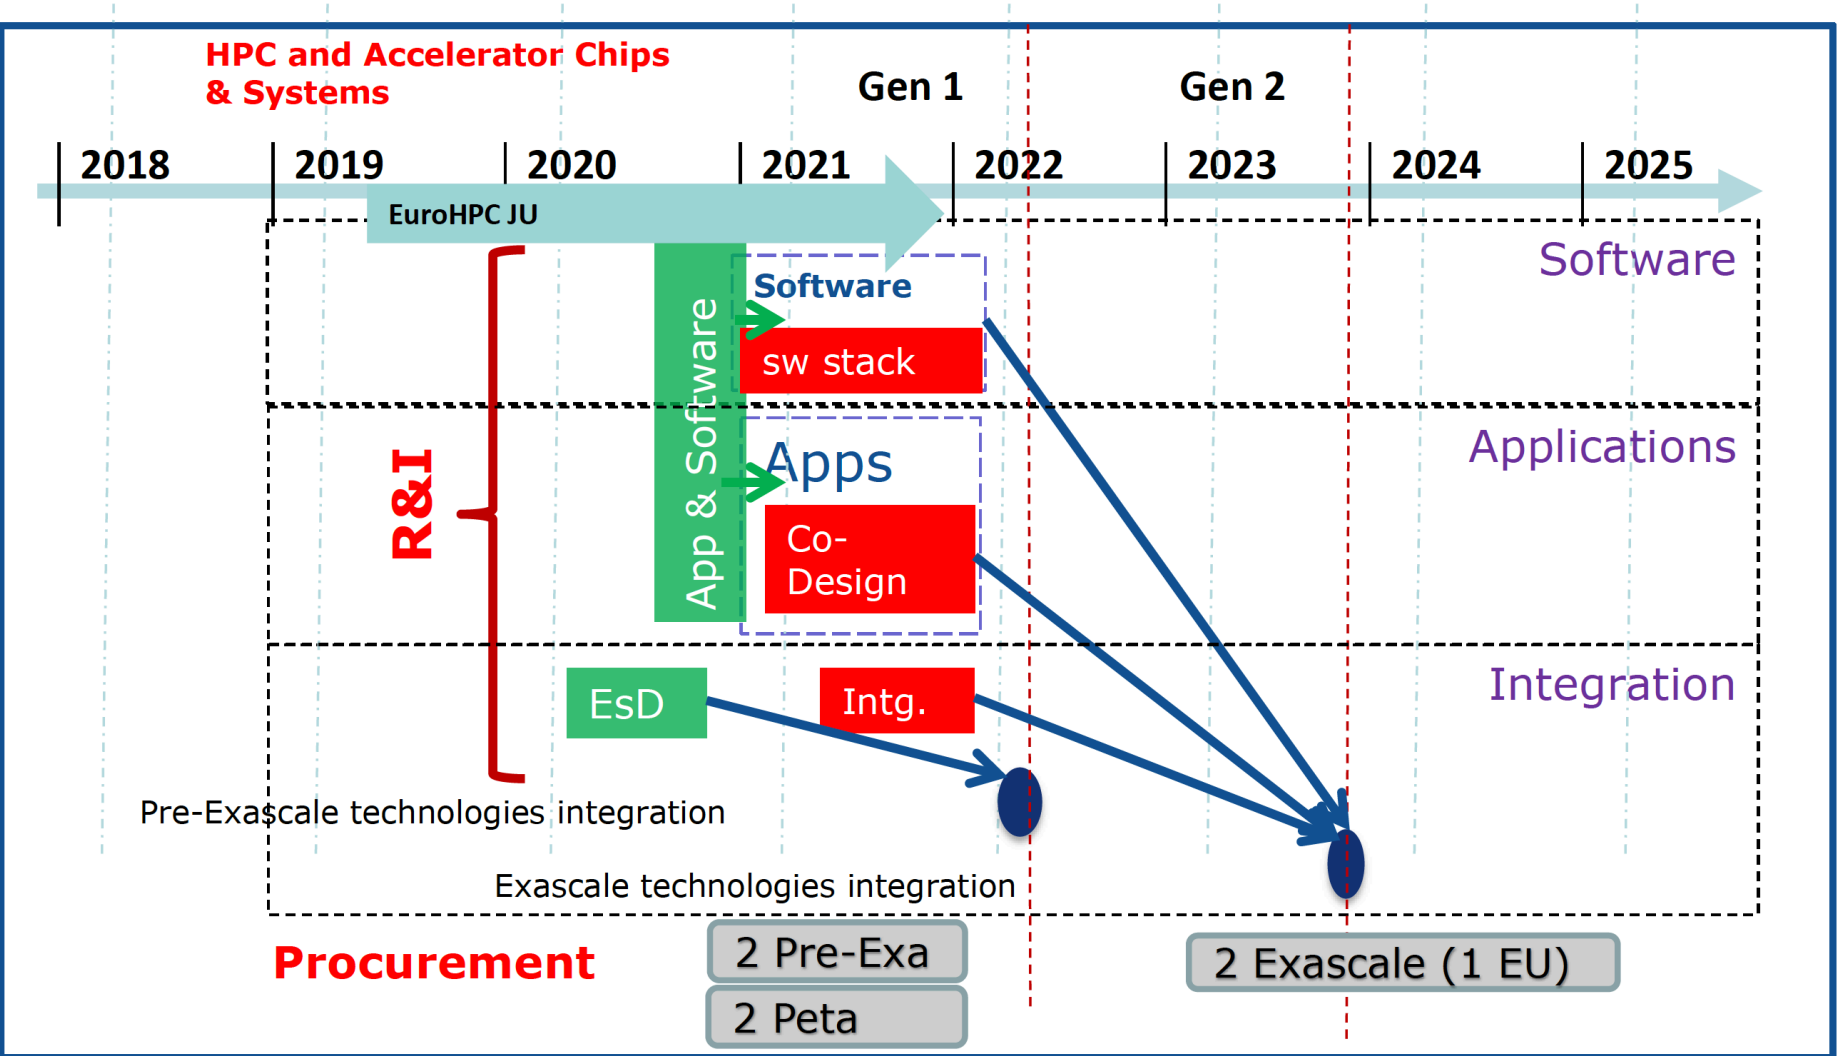 HPC and Accelerator Chips
& Systems
Gen 1
Gen 2
2018
2019
2020
2021
2022
2023
2024
2025
EuroHPC JU
Software
Software
sw stack
App & Software
R&I
Applications
Apps
Co-
Design
Integration
EsD
Intg.
Pre-Exascale technologies integration
Exascale technologies integration
Procurement
2 Pre-Exa
2 Exascale (1 EU)
2 Peta